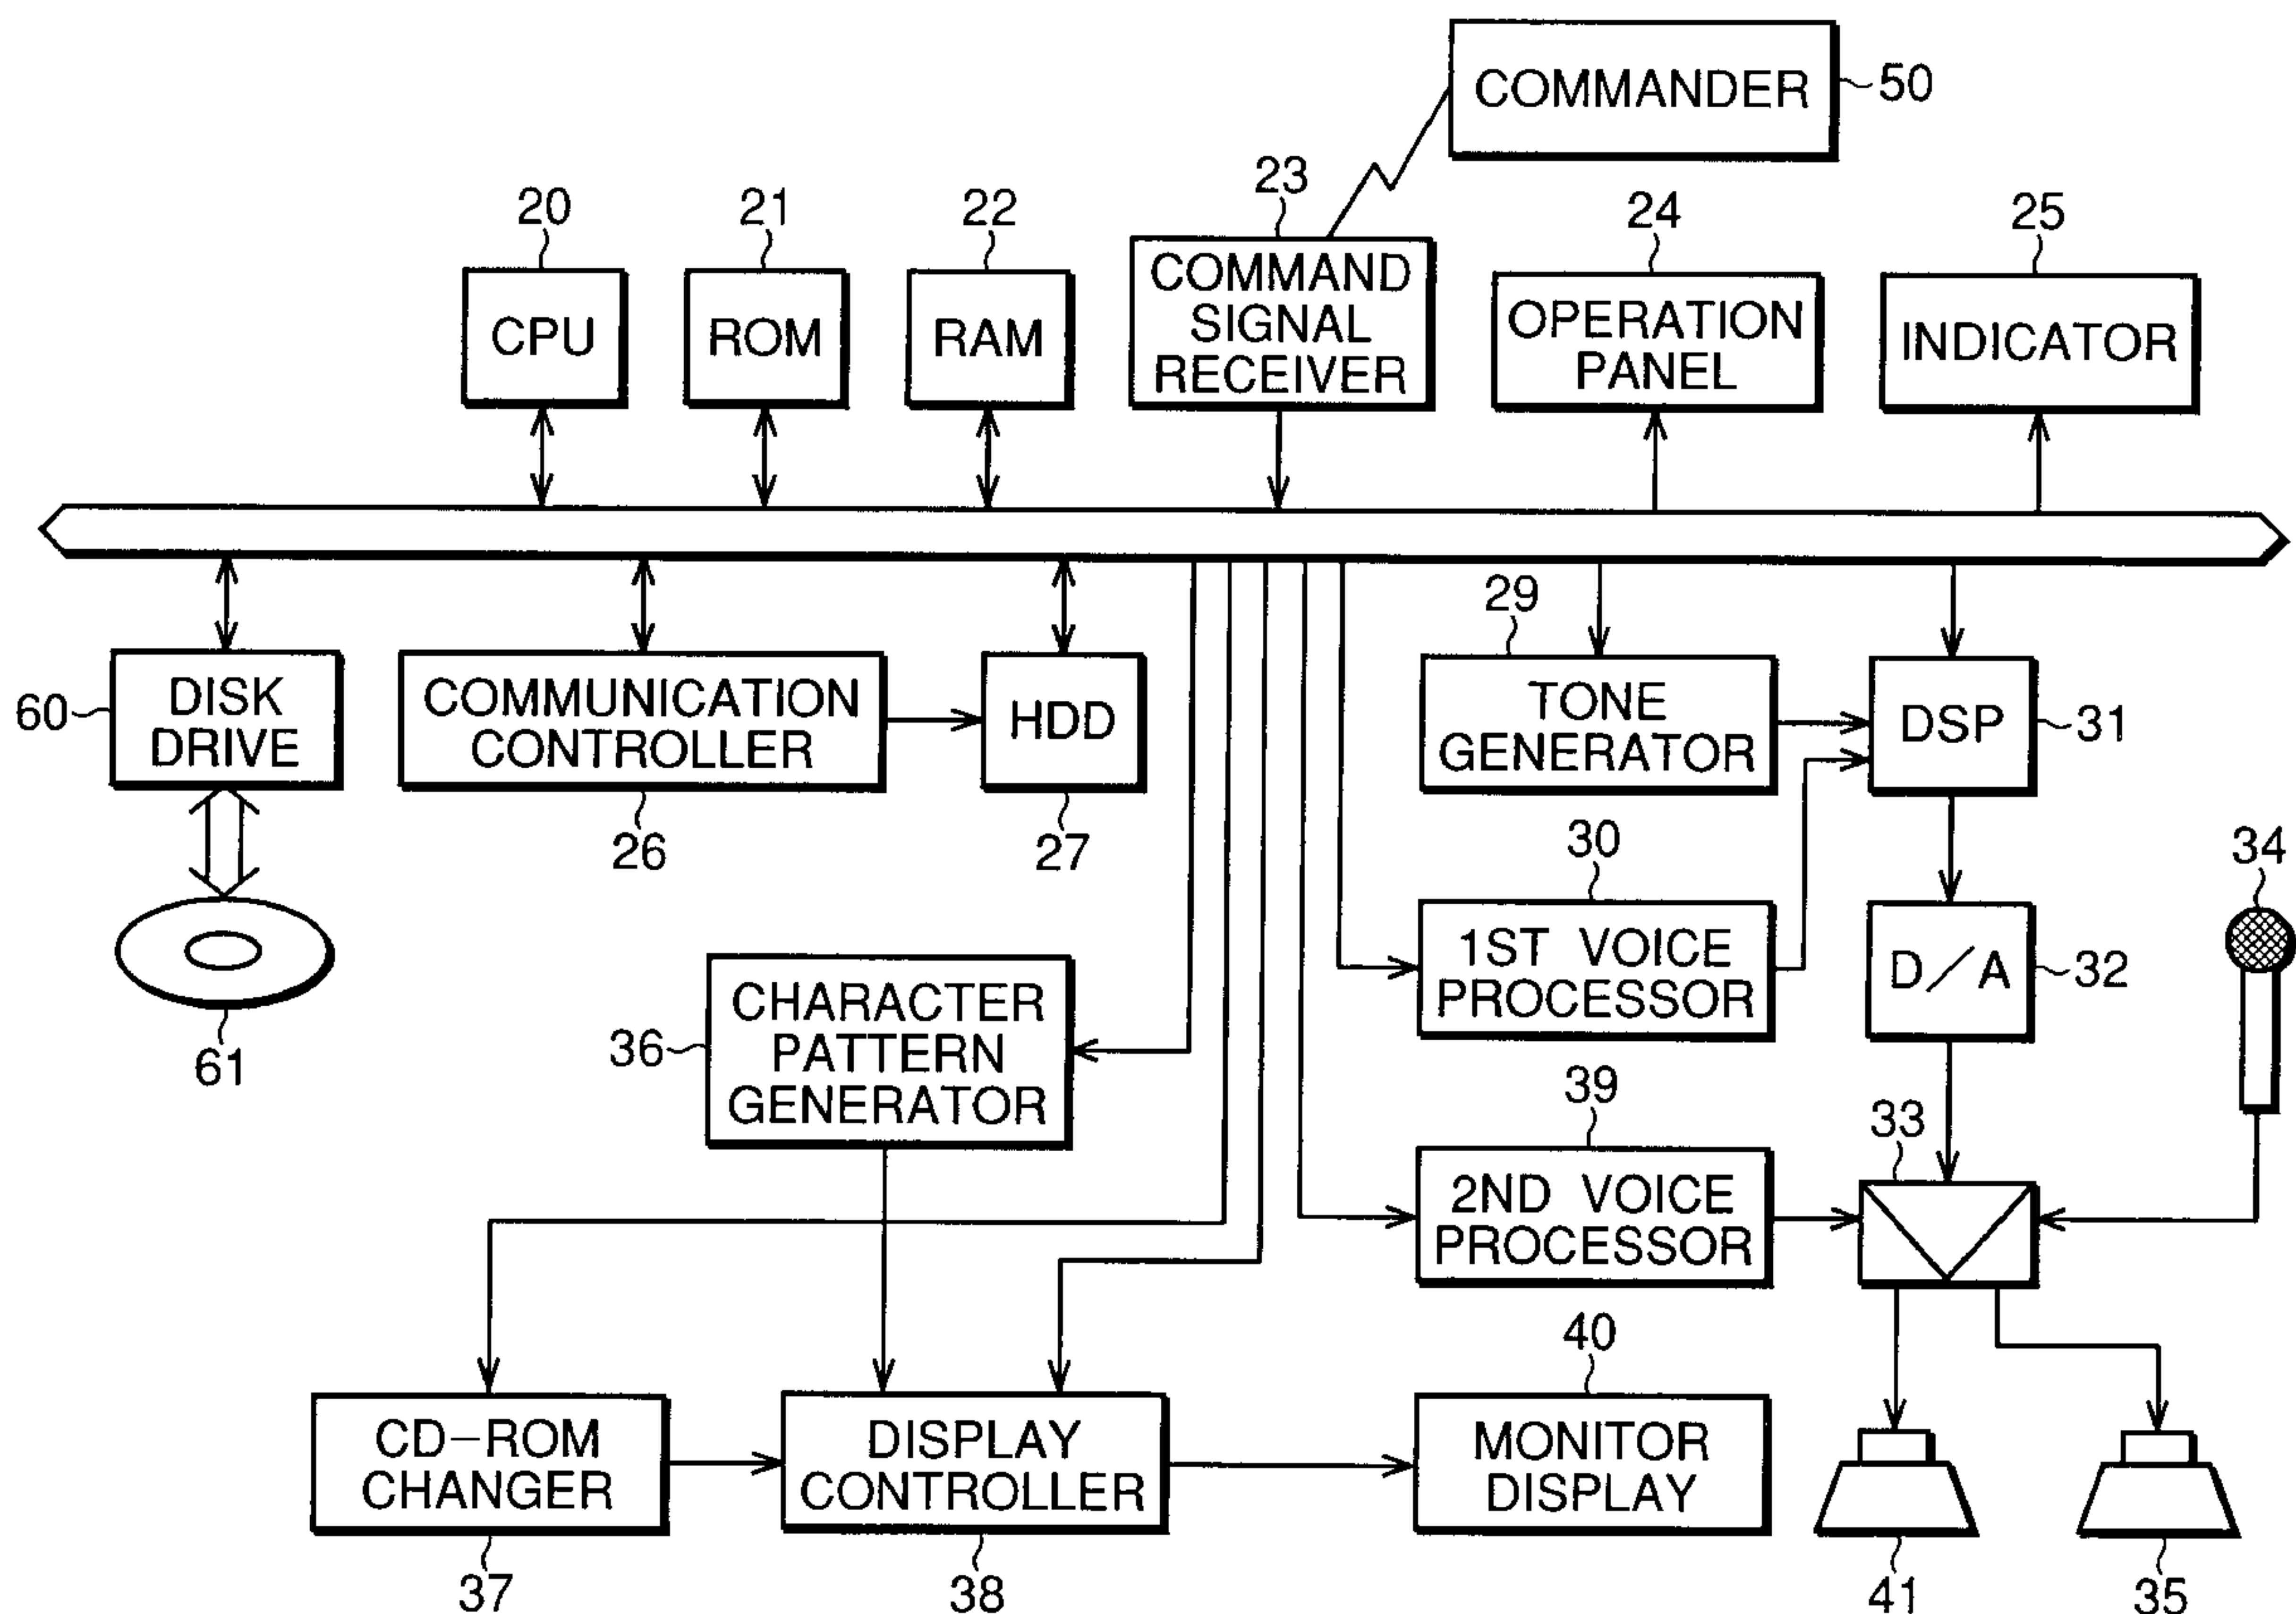 COMMANDER
50
23
20
21
22
24
25
COMMAND
SIGNAL
RECEIVER
CPU
ROM
RAM
OPERATION
PANEL
INDICATOR
29
60
DISK
DRIVE
COMMUNICATION
CONTROLLER
HDD
TONE
GENERATOR
DSP
31
26
27
30
34
61
36
CHARACTER
PATTERN
GENERATOR
1ST VOICE
PROCESSOR
D/A
32
39
33
2ND VOICE
PROCESSOR
40
CD-ROM
CHANGER
DISPLAY
CONTROLLER
MONITOR
DISPLAY
37
38
41
35